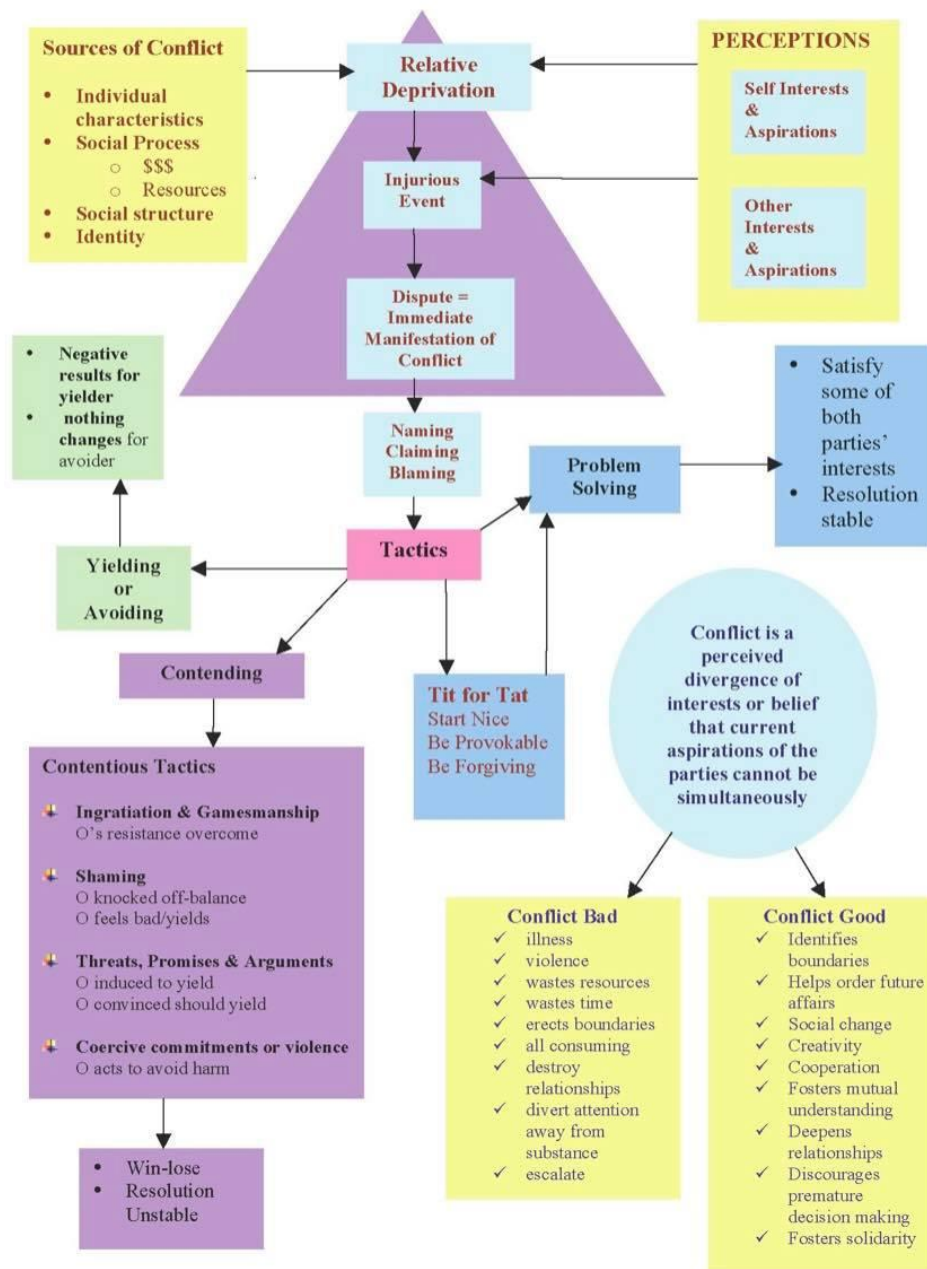 Sources of Conflict
• Individual
characteristics
• Social Process
o $$$
o Resources
• Social structure
• Identity
Relative
Deprivation
PERCEPTIONS
Self Interests
&
Aspirations
Other
Interests
&
Aspirations
Injurious
Event
Dispute =
Immediate
Manifestation of
Conflict
• Negative
results for
yielder
• nothing
changes for
avoider
Naming
Claiming
Blaming
Problem
Solving
• Satisfy
some of
both
parties’
interests
• Resolution
stable
Tactics
Yielding
or
Avoiding
Contending
Tit for Tat
Start Nice
Be Provokable
Be Forgiving
Conflict is a
perceived
divergence of
interests or belief
that current
aspirations of the
parties cannot be
simultaneously
Contentious Tactics
Ingratiation & Gamesmanship
O’s resistance overcome
Shaming
O knocked off-balance
O feels bad/yields
Threats, Promises & Arguments
O induced to yield
O convinced should yield
Coercive commitments or violence
O acts to avoid harm
• Win-lose
• Resolution
Unstable
Conflict Bad
✓ illness
✓ violence
✓ wastes resources
✓ wastes time
✓ erects boundaries
✓ all consuming
✓ destroy
relationships
✓ divert attention
away from
substance
✓ escalate
Conflict Good
✓ Identifies
boundaries
✓ Helps order future
affairs
✓ Social change
✓ Creativity
✓ Cooperation
✓ Fosters mutual
understanding
✓ Deepens
relationships
✓ Discourages
premature
decision making
✓ Fosters solidarity